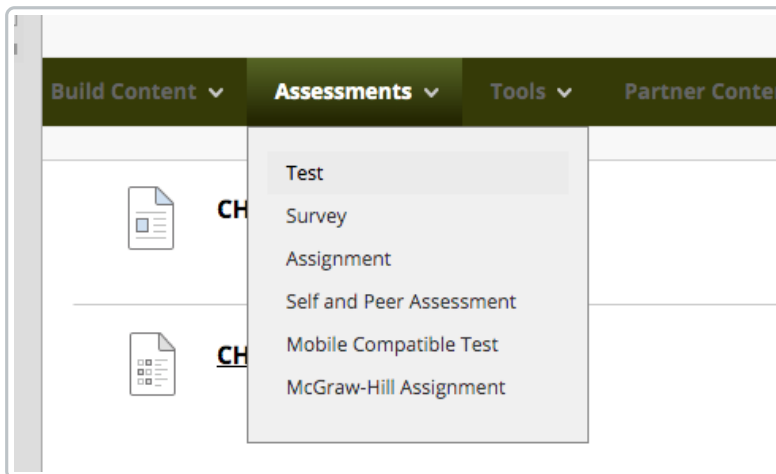 Build Content Assessments Tools Partner Conte
Test
CH
Survey
Assignment
Self and Peer Assessment
Mobile Compatible Test
CH
McGraw-Hill Assignment